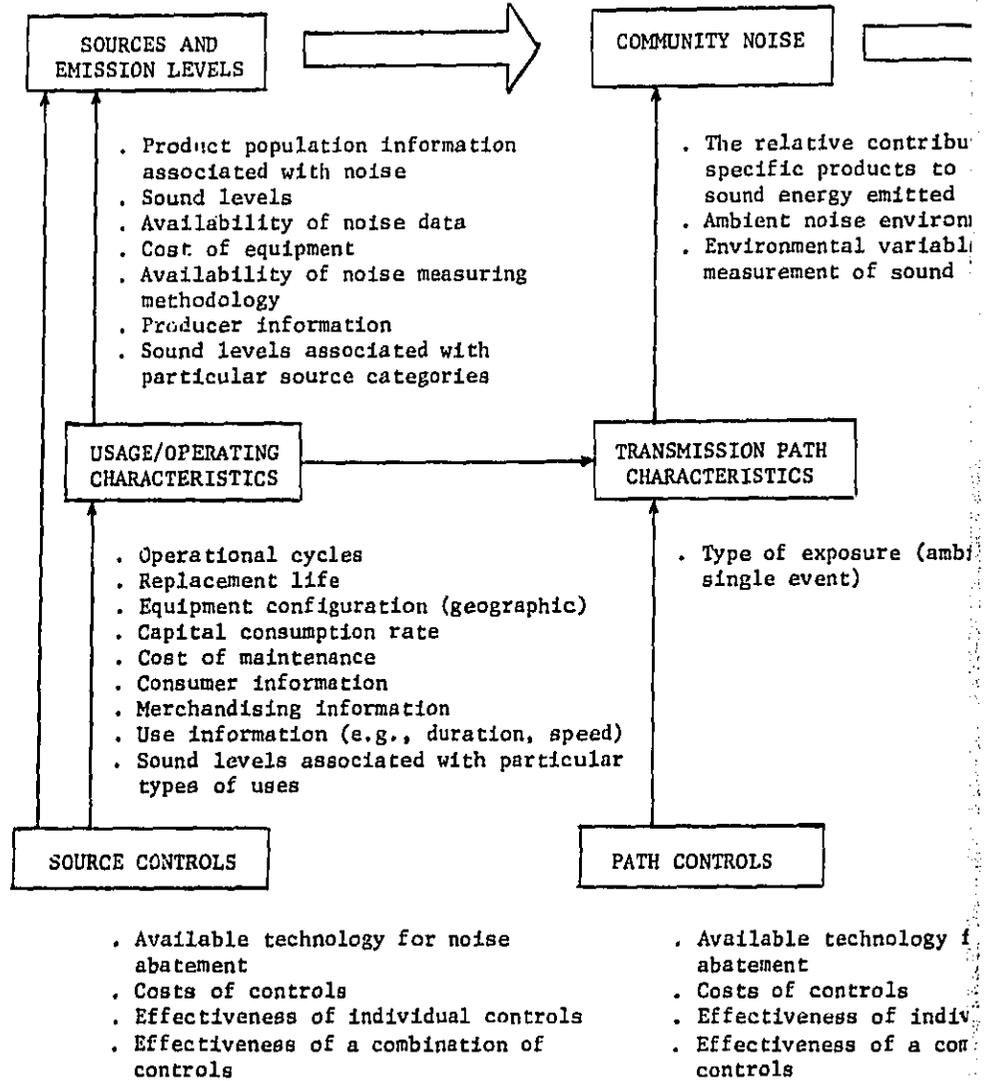 SOURCES AND
EMISSION LEVELS
COMMUNITY NOISE
. Product population information
associated with noise
. Sound levels
. Availability of noise data
. Cost of equipment
. Availability of noise measuring
methodology
. Producer information
. Sound levels associated with
particular source categories
. The relative
specific products to
sound energy emitted
. Ambient noise
. Environmental
measurement of sound
USAGE/OPERATING
CHARACTERISTICS
TRANSMISSION PATH
CHARACTERISTICS
. Operational cycles
. Replacement life
. Equipment configuration (geographic)
. Capital consumption rate
. Cost of maintenance
. Consumer information
. Merchandising information
. Use information (e.g., duration, speed)
. Sound levels associated with particular
types of uses
. Type of exposure
single event)
SOURCE CONTROLS
PATH CONTROLS
. Available technology for noise
abatement
. Costs of controls
. Effectiveness of individual controls
. Effectiveness of a combination of
controls
. Available technology
abatement
. Costs of controls
. Effectiveness of
. Effectiveness of a
controls